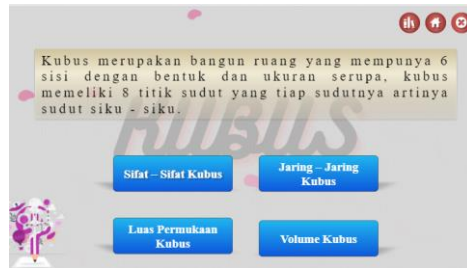 Kubus merupakan bangun ruang yang mempunya 6
sisi dengan bentuk dan ukuran serupa, kubus
memeliki 8 titik sudut yang tiap sudutnya artinya
sudut siku - siku.
KUBUS
Sifat – Sifat Kubus
Jaring – Jaring
Kubus
Luas Permukaan
Kubus
Volume Kubus